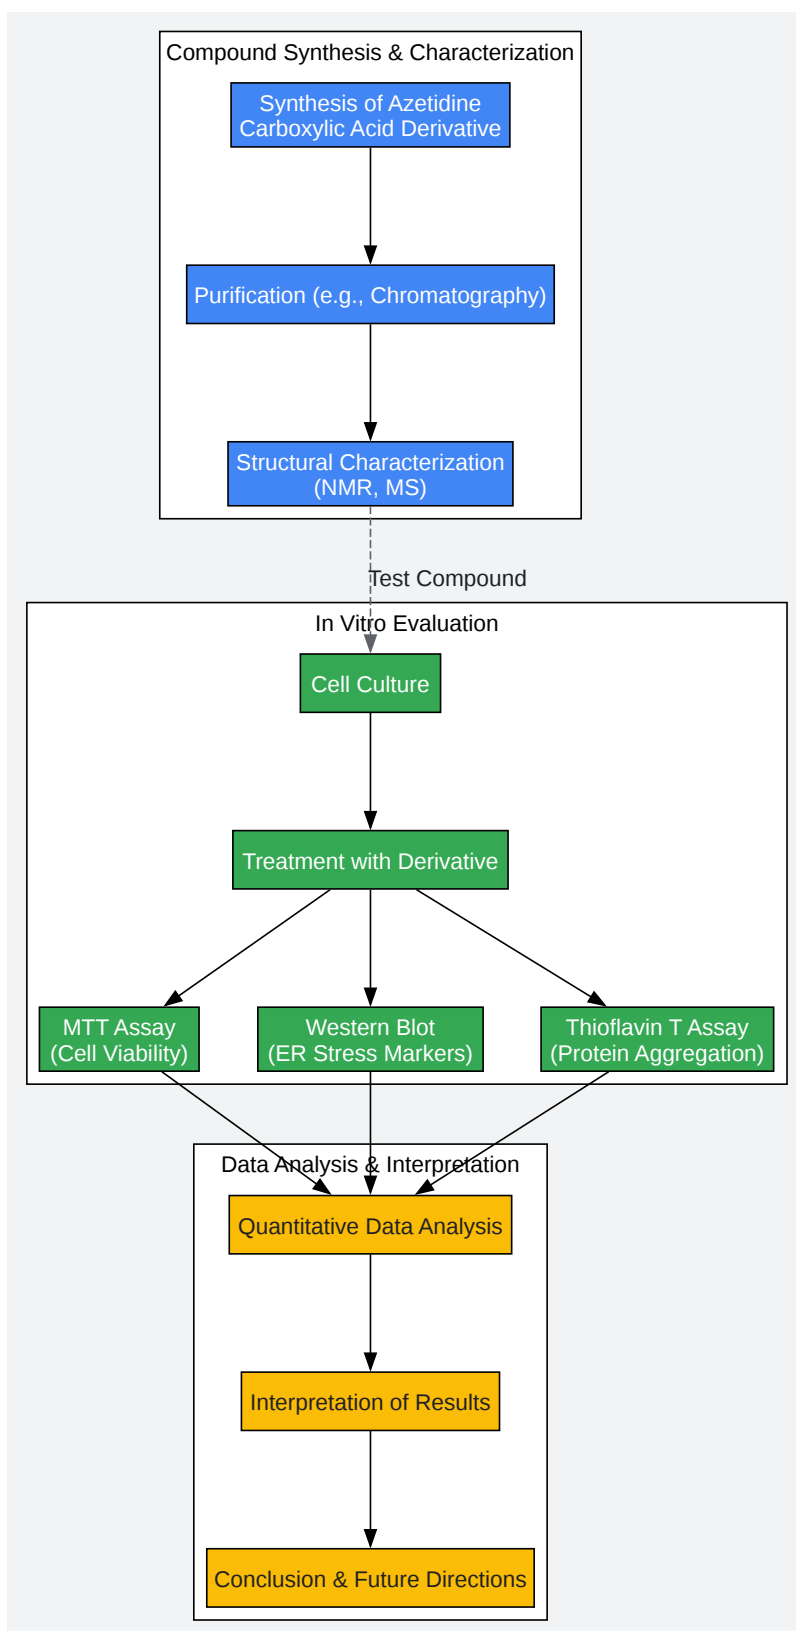 Compound Synthesis & Characterization
Synthesis of Azetidine
Carboxylic Acid Derivative
Purification (e.g., Chromatography)
Structural Characterization
(NMR, MS)
Test Compound
In Vitro Evaluation
Cell Culture
Treatment with Derivative
MTT Assay
(Cell Viability)
Western Blot
(ER Stress Markers)
Thioflavin T Assay
(Protein Aggregation)
Data Analysis & Interpretation
Quantitative Data Analysis
Interpretation of Results
Conclusion & Future Directions